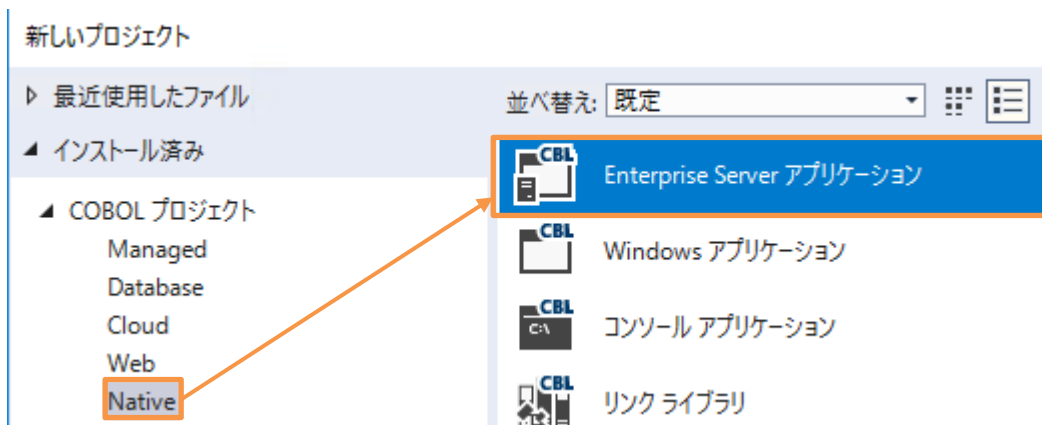 新しいプロジェクト
最近使用したファイル
インストール済み
COBOL プロジェクト
Managed
Database
Cloud
Web
Native
並べ替え: 既定
CBL
Enterprise Server アプリケーション
CBL
Windows アプリケーション
CBL
C:\
コンソール アプリケーション
CBL
リンク ライブラリ